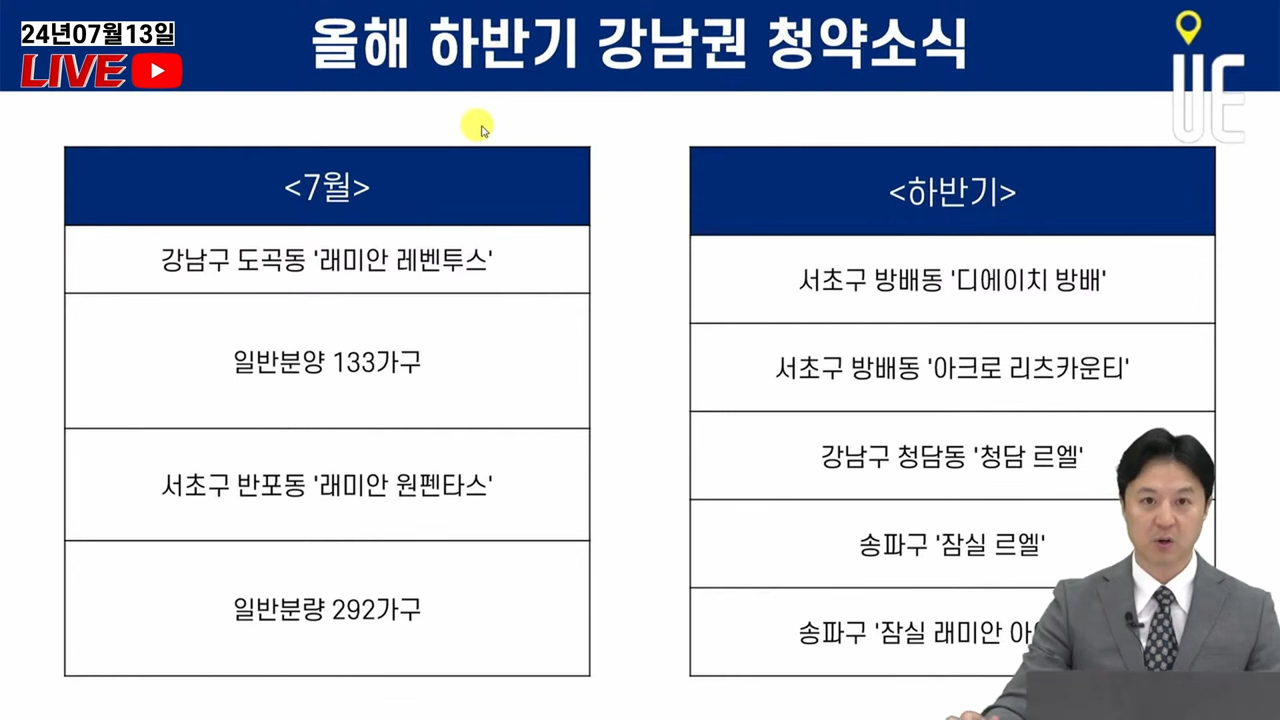 24년07월13일
LIVE
올해 하반기 강남권 청약소식
UE
<7월>
강남구 도곡동 '래미안 레벤투스'
일반분양 133가구
서초구 반포동 '래미안 원펜타스'
일반분량 292가구
<하반기>
서초구 방배동 '디에이치 방배'
서초구 방배동 '아크로 리츠카운티'
강남구 청담동 '청담 르엘'
송파구 '잠실 르엘'
송파구 '잠실 래미안